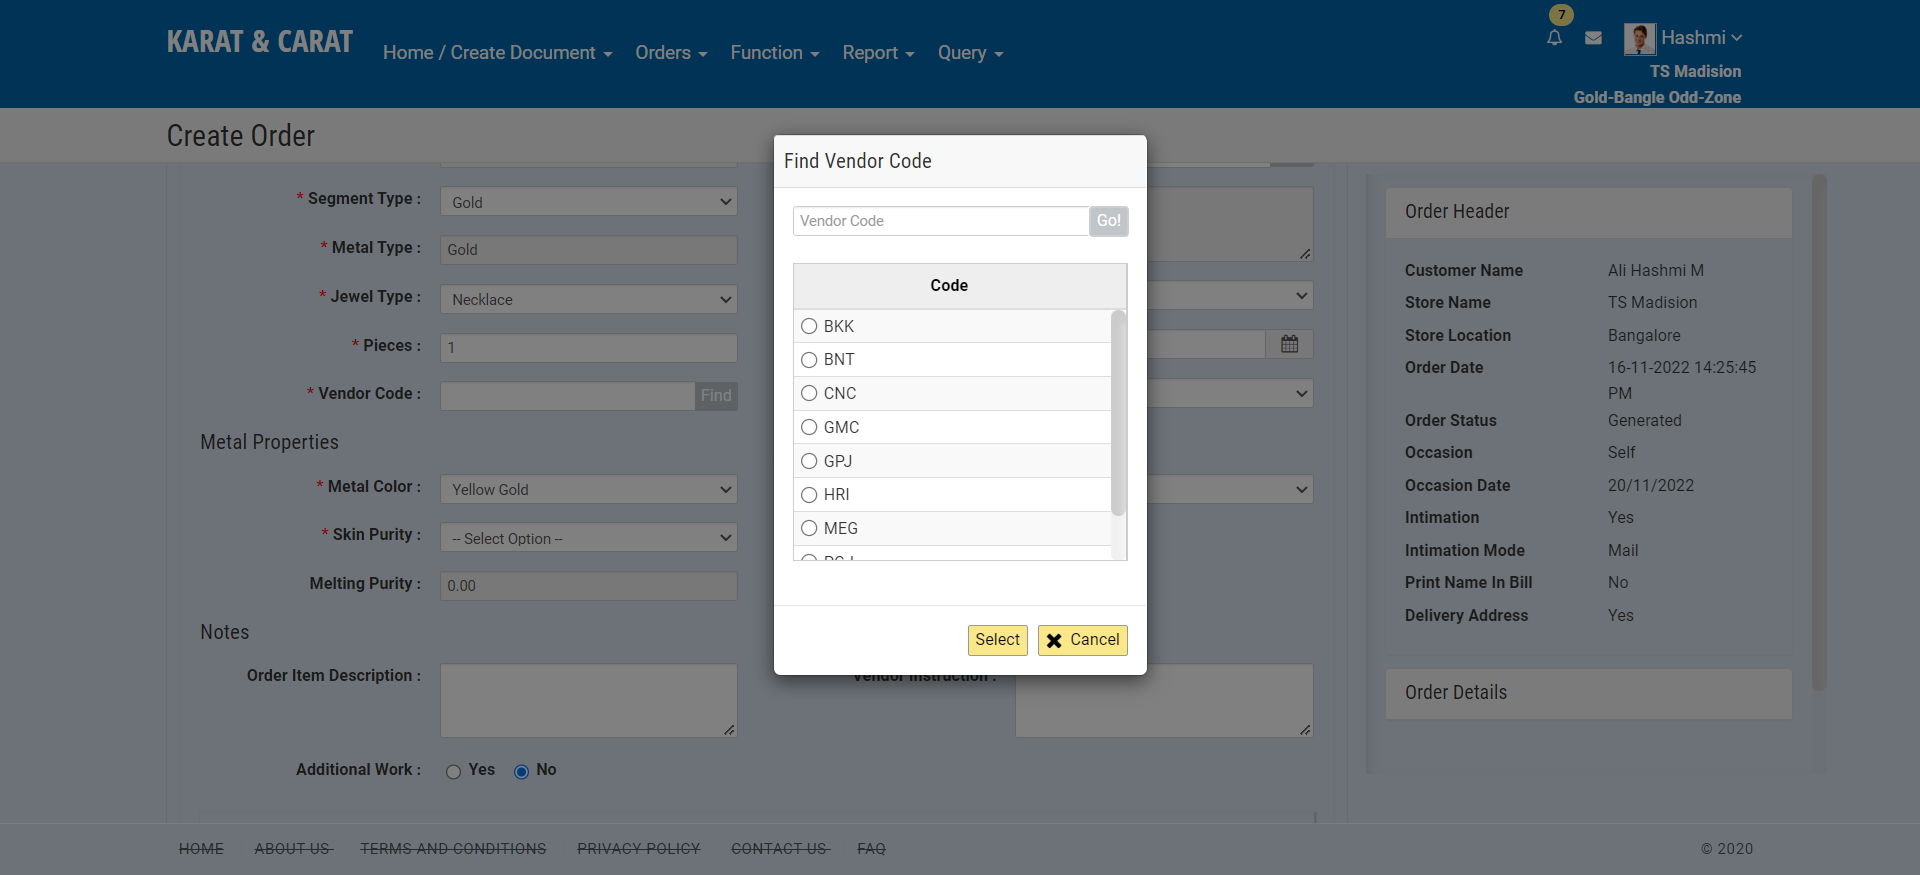 KARAT & CARAT
Home / Create Document
Orders
Function
Report
Query
7
Hashmi
TS Madision
Gold-Bangle Odd-Zone
Create Order
* Segment Type :
Gold
* Metal Type :
Gold
* Jewel Type :
Necklace
* Pieces :
1
* Vendor Code :
Find
Metal Properties
* Metal Color :
Yellow Gold
* Skin Purity :
-- Select Option --
Melting Purity :
0.00
Notes
Order Item Description :
Vendor Instruction :
Additional Work :
Yes
No
Find Vendor Code
Vendor Code
Go!
Code
BKK
BNT
CNC
GMC
GPJ
HRI
MEG
Select
Cancel
Order Header
Customer Name Ali Hashmi M
Store Name TS Madision
Store Location Bangalore
Order Date 16-11-2022 14:25:45
PM
Order Status Generated
Occasion Self
Occasion Date 20/11/2022
Intimation Yes
Intimation Mode Mail
Print Name In Bill No
Delivery Address Yes
Order Details
HOME ABOUT US TERMS AND CONDITIONS PRIVACY POLICY CONTACT US FAQ
© 2020